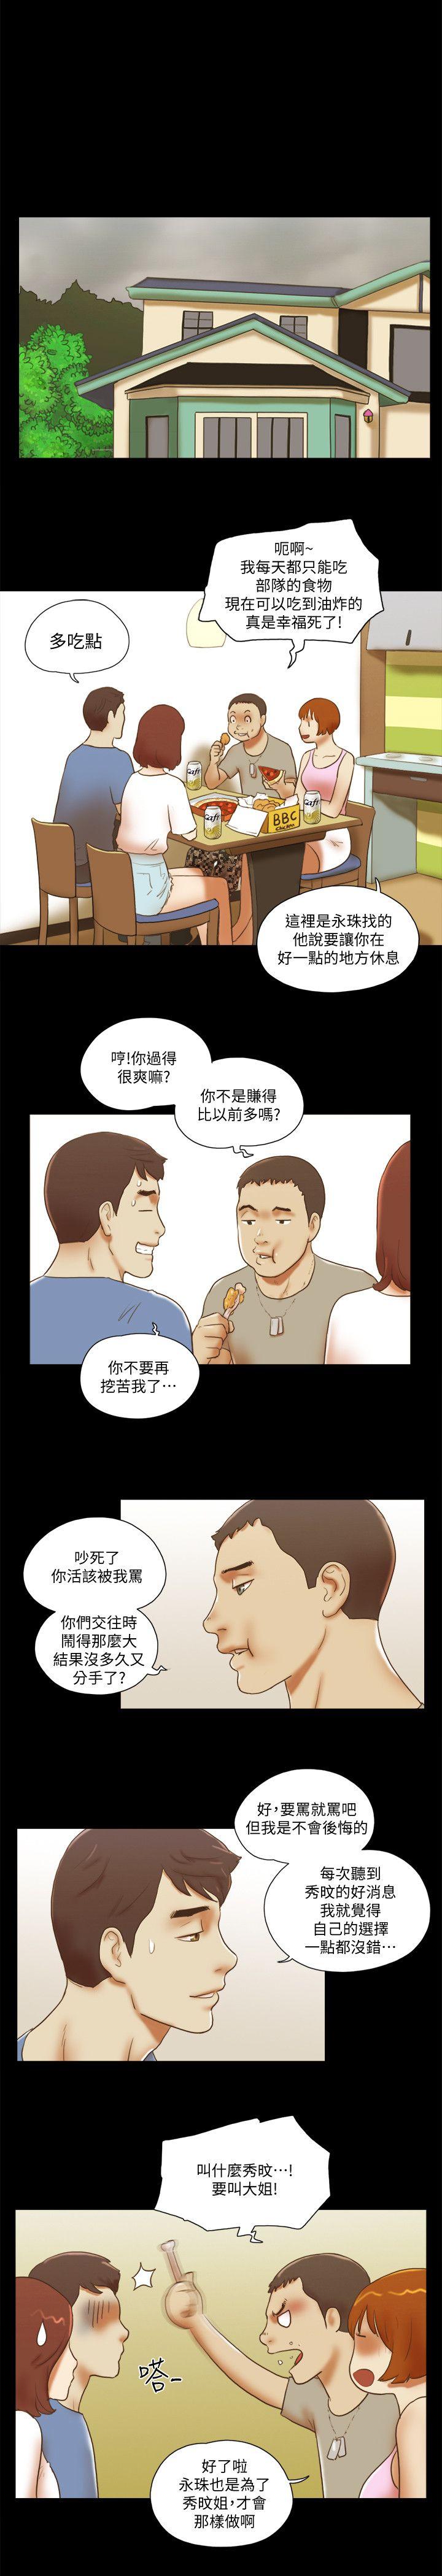 多吃點
呃啊~
我每天都只能吃
部隊的食物
現在可以吃到油炸的
真是幸福死了!
Caft
Caft
Caft
BBC
Chicken
這裡是永珠找的
他說要讓你在
好一點的地方休息
哼!你過得
很爽嘛?
你不是賺得
比以前多嗎?
你不要再
挖苦我了…
吵死了
你活該被我罵
你們交往時
鬧得那麼大
結果沒多久又
分手了?
好,要罵就罵吧
但我是不會後悔的
每次聽到
秀旼的好消息
我就覺得
自己的選擇
一點都沒錯…
叫什麼秀旼…!
要叫大姐!
嗒-
好了啦
永珠也是為了
秀旼姐,才會
那樣做啊